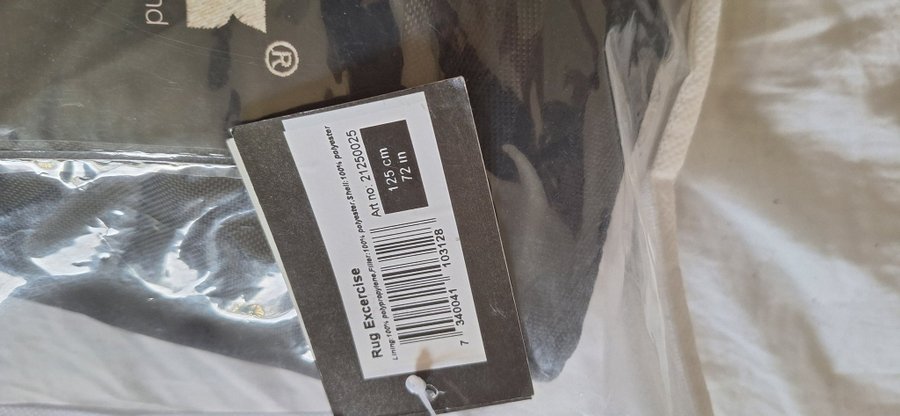 nd
®
Rug Excercise
Lining:100% polypropylene.Filler:100% polyester.Shell:100% polyester
Art no: 21250025
125 cm
72 in
7 340041 103128